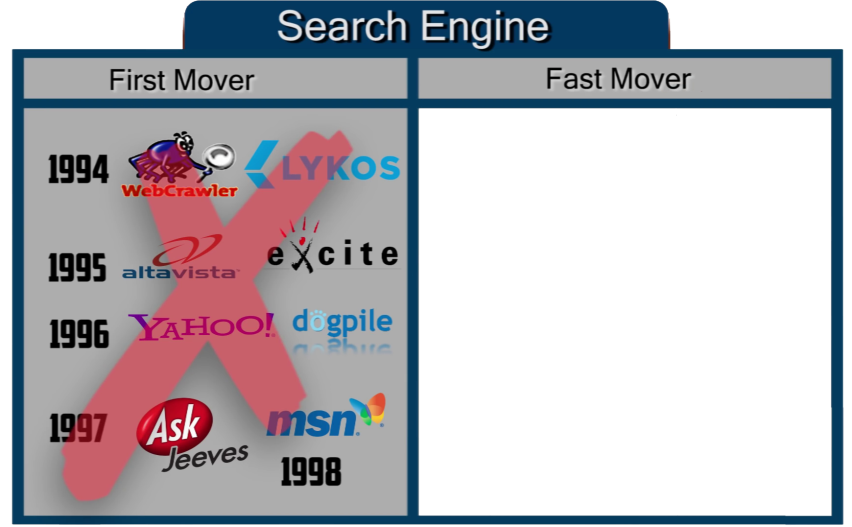 Search Engine
First Mover
Fast Mover
1994 WebCrawler LYKOS
1995 altavista excite
1996 YAHOO! dogpile
1997 Ask Jeeves msn
1998